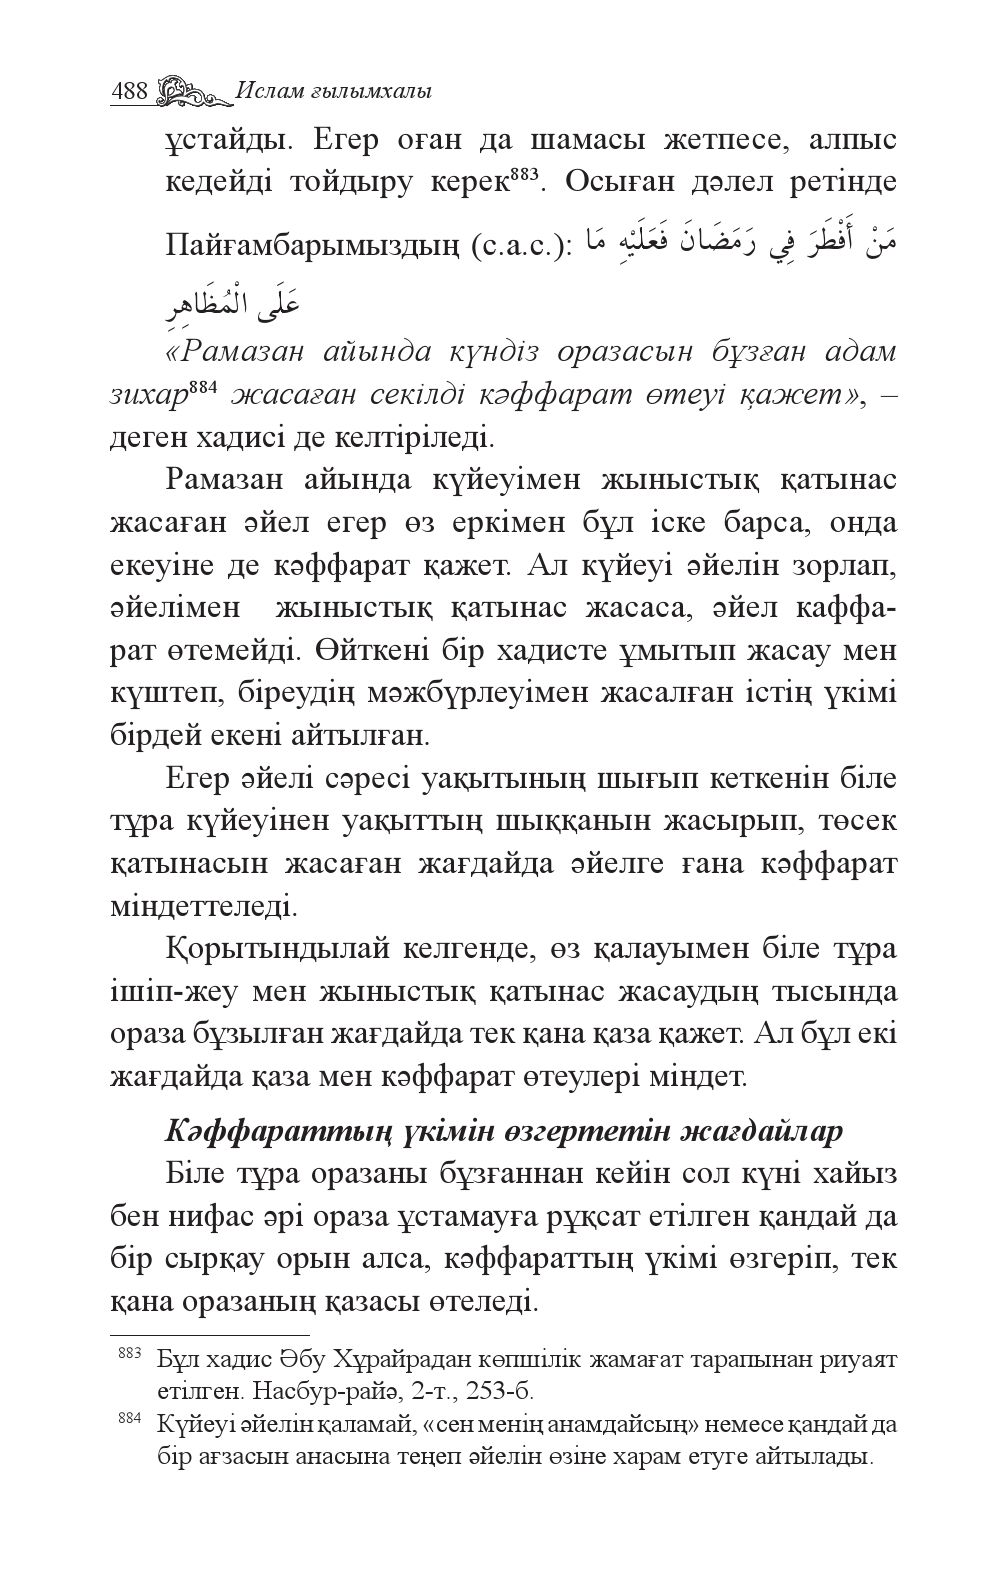 488 Ислам ғылымхалы
ұстайды. Егер оған да шамасы жетпесе, алпыс
кедейді тойдыру керек⁸⁸³. Осыған дәлел ретінде
Пайғамбарымыздың (с.а.с.): مَنْ أَفْطَرَ فِي رَمَضَانَ فَعَلَيْهِ مَا
عَلَى الْمُظَاهِرِ
«Рамазан айында күндіз оразасын бұзған адам
зихар⁸⁸⁴ жасаған секілді кәффарат өтеуі қажет», –
деген хадисі де келтіріледі.
Рамазан айында күйеуімен жыныстық қатынас
жасаған әйел егер өз еркімен бұл іске барса, онда
екеуіне де кәффарат қажет. Ал күйеуі әйелін зорлап,
әйелімен жыныстық қатынас жасаса, әйел каффа-
рат өтемейді. Өйткені бір хадисте ұмытып жасау мен
күштеп, біреудің мәжбүрлеуімен жасалған істің үкімі
бірдей екені айтылған.
Егер әйелі сәресі уақытының шығып кеткенін біле
тұра күйеуінен уақыттың шыққанын жасырып, төсек
қатынасын жасаған жағдайда әйелге ғана кәффарат
міндеттеледі.
Қорытындылай келгенде, өз қалауымен біле тұра
ішіп-жеу мен жыныстық қатынас жасаудың тысында
ораза бұзылған жағдайда тек қана қаза қажет. Ал бұл екі
жағдайда қаза мен кәффарат өтеулері міндет.
Кәффараттың үкімін өзгертетін жағдайлар
Біле тұра оразаны бұзғаннан кейін сол күні хайыз
бен нифас әрі ораза ұстамауға рұқсат етілген қандай да
бір сырқау орын алса, кәффараттың үкімі өзгеріп, тек
қана оразаның қазасы өтеледі.
⁸⁸³ Бұл хадис Әбу Хұрайрадан көпшілік жамағат тарапынан риуаят
етілген. Насбур-райә, 2-т., 253-б.
⁸⁸⁴ Күйеуі әйелін қаламай, «сен менің анамдайсың» немесе қандай да
бір ағзасын анасына теңеп әйелін өзіне харам етуге айтылады.